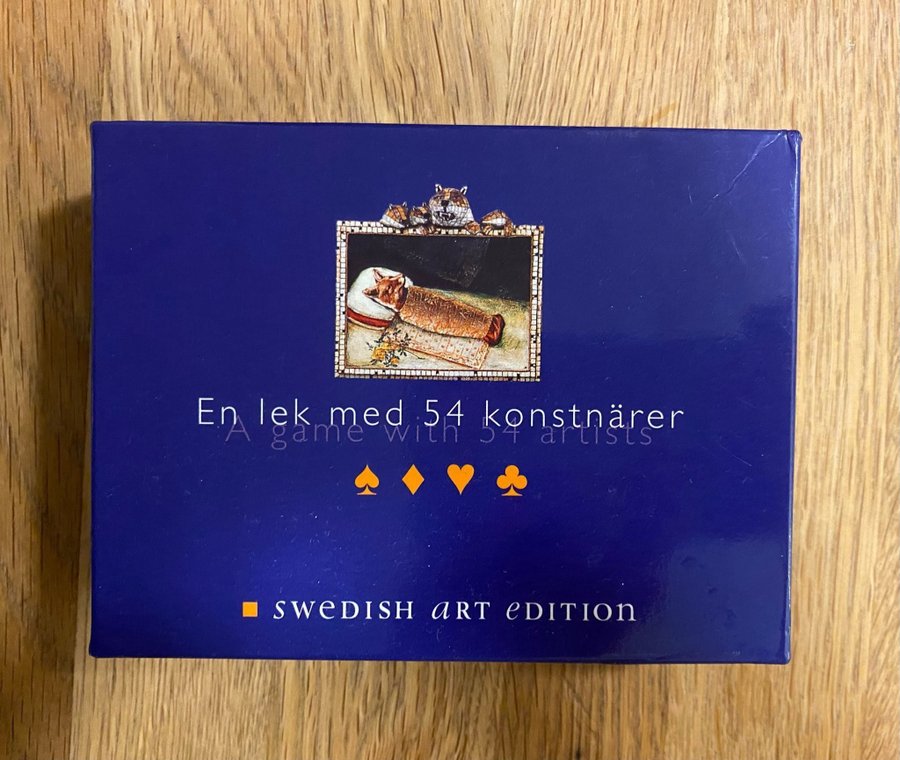 En lek med 54 konstnärer
A game with 54 artists
SWEDISH ART EDITION